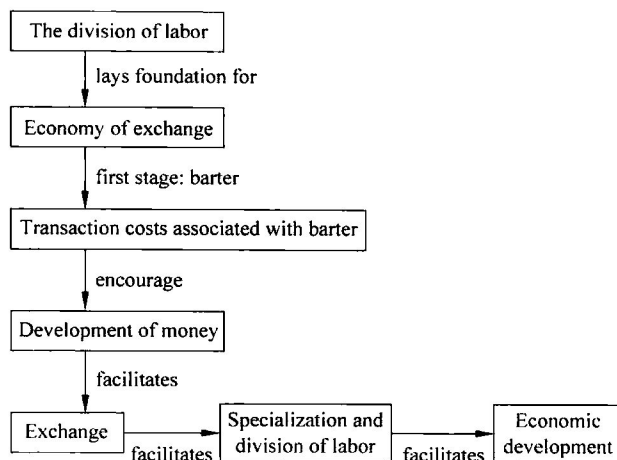 The division of labor
lays foundation for
Economy of exchange
first stage: barter
Transaction costs associated with barter
encourage
Development of money
facilitates
Exchange
facilitates
Specialization and
division of labor
facilitates
Economic
development